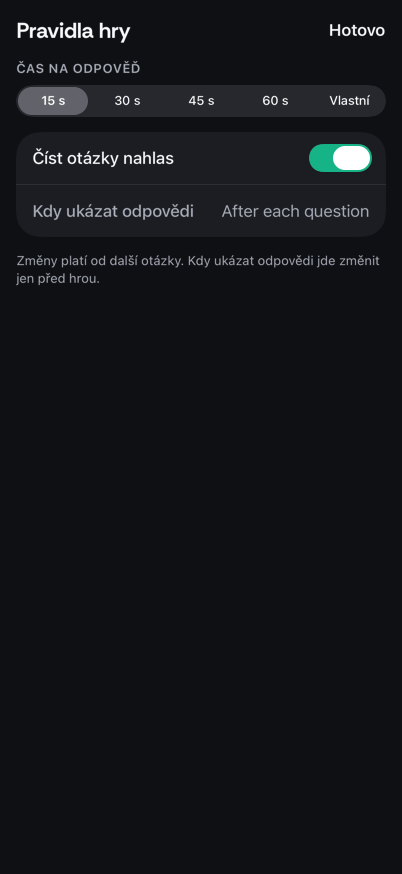 Pravidla hry Hotovo
ČAS NA ODPOVĚĎ
15 s 30 s 45 s 60 s Vlastní
Číst otázky nahlas
Kdy ukázat odpovědi After each question
Změny platí od další otázky. Kdy ukázat odpovědi jde změnit
jen před hrou.